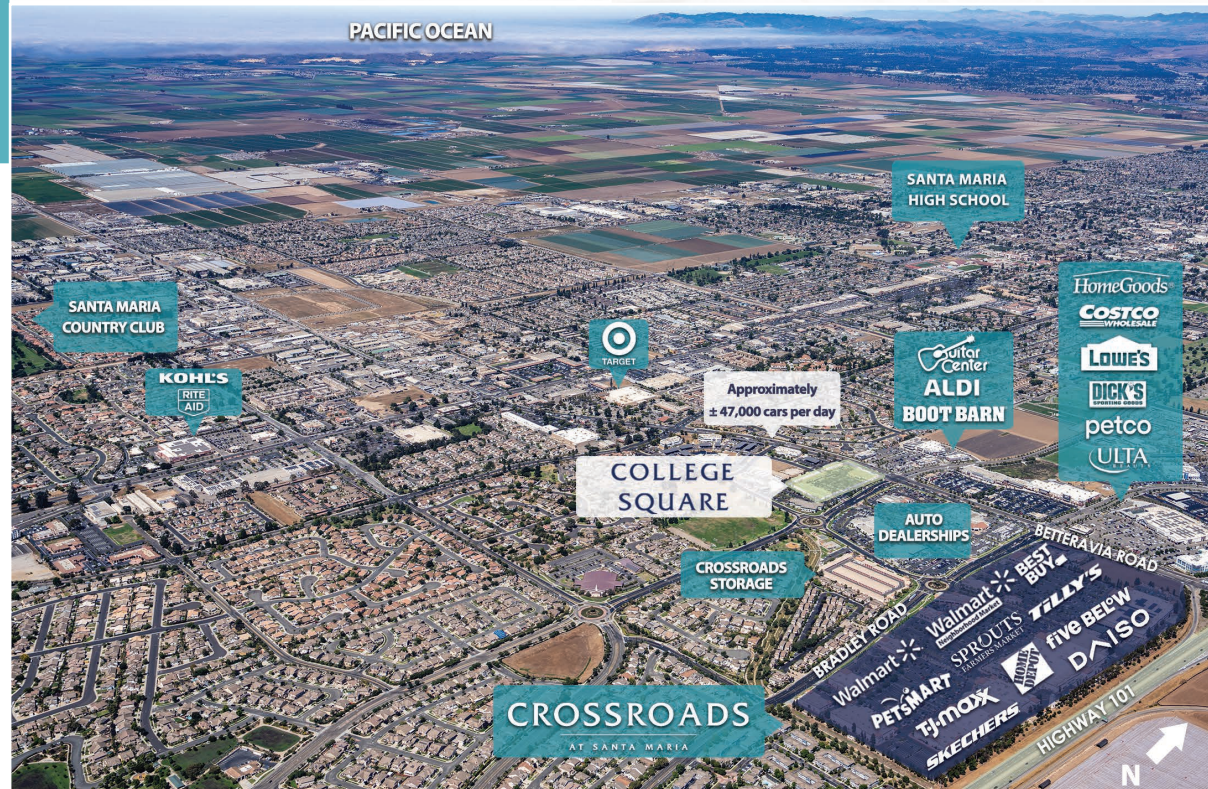 PACIFIC OCEAN
SANTA MARIA
HIGH SCHOOL
SANTA MARIA
COUNTRY CLUB
KOHL'S
RITE
AID
TARGET
Approximately
± 47,000 cars per day
Guitar
Center
ALDI
BOOT BARN
HomeGoods
COSTCO
WHOLESALE
LOWE'S
DICK'S
SPORTING GOODS
petco
ULTA
BEAUTY
COLLEGE
SQUARE
AUTO
DEALERSHIPS
CROSSROADS
STORAGE
BETTERAVIA ROAD
BRADLEY ROAD
HIGHWAY 101
Walmart
Walmart
Neighborhood Market
BEST
BUY
PETSMART
SPROUTS
FARMERS MARKET
TILLY'S
TJ-maxx
THE
HOME
DEPOT
five BELOW
SKECHERS
DAISO
CROSSROADS
AT SANTA MARIA
N